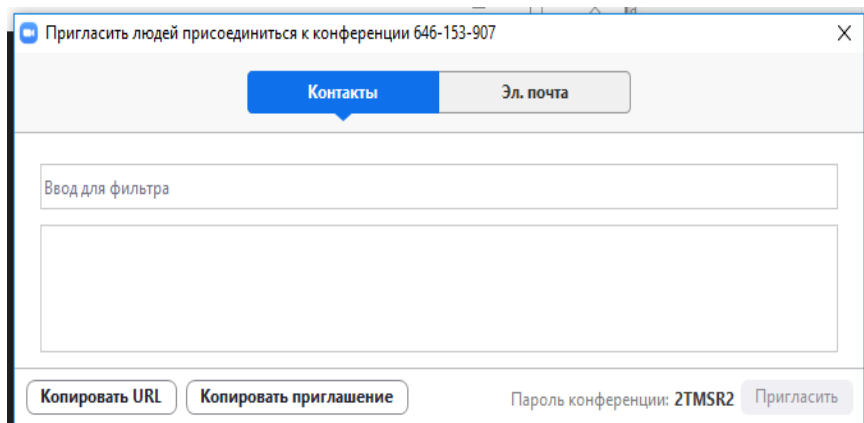 Пригласить людей присоединиться к конференции 646-153-907
Контакты
Эл. почта
Ввод для фильтра
Копировать URL
Копировать приглашение
Пароль конференции: 2TMSR2
Пригласить